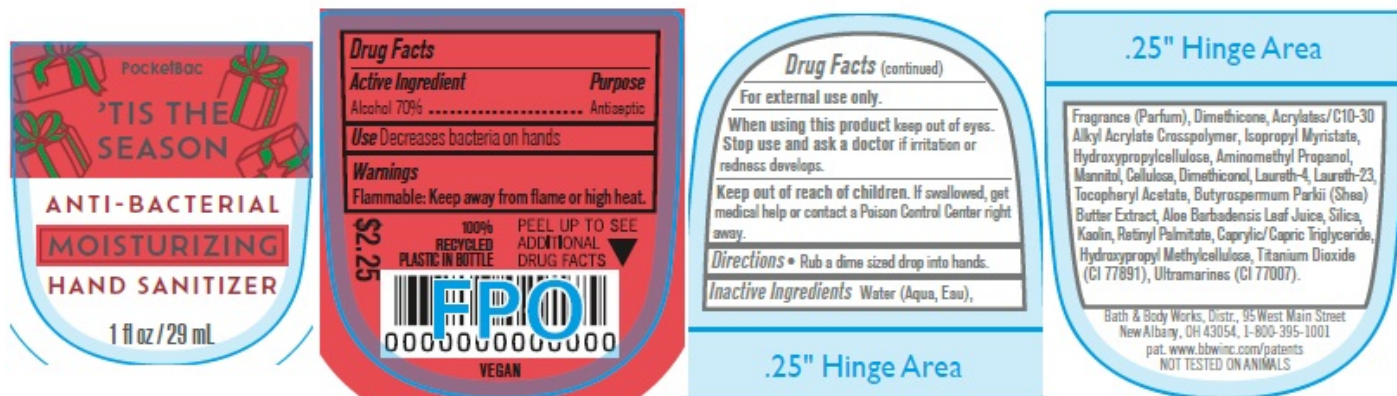 PocketBac
'TIS THE
SEASON
ANTI-BACTERIAL
MOISTURIZING
HAND SANITIZER
1 fl oz / 29 mL
Drug Facts
Active Ingredient Purpose
Alcohol 70% ........................ Antiseptic
Use Decreases bacteria on hands
Warnings
Flammable: Keep away from flame or high heat.
$2.25
100%
RECYCLED
PLASTIC IN BOTTLE
PEEL UP TO SEE
ADDITIONAL
DRUG FACTS
FPO
000000000000
VEGAN
Drug Facts (continued)
For external use only.
When using this product keep out of eyes.
Stop use and ask a doctor if irritation or
redness develops.
Keep out of reach of children. If swallowed, get
medical help or contact a Poison Control Center right
away.
Directions • Rub a dime sized drop into hands.
Inactive Ingredients Water (Aqua, Eau),
.25" Hinge Area
.25" Hinge Area
Fragrance (Parfum), Dimethicone, Acrylates/C10-30
Alkyl Acrylate Crosspolymer, Isopropyl Myristate,
Hydroxypropylcellulose, Aminomethyl Propanol,
Mannitol, Cellulose, Dimethiconol, Laureth-4, Laureth-23,
Tocopheryl Acetate, Butyrospermum Parkii (Shea)
Butter Extract, Aloe Barbadensis Leaf Juice, Silica,
Kaolin, Retinyl Palmitate, Caprylic/Capric Triglyceride,
Hydroxypropyl Methylcellulose, Titanium Dioxide
(CI 77891), Ultramarines (CI 77007).
Bath & Body Works, Distr., 95 West Main Street
New Albany, OH 43054, 1-800-395-1001
pat. www.bbwinc.com/patents
NOT TESTED ON ANIMALS